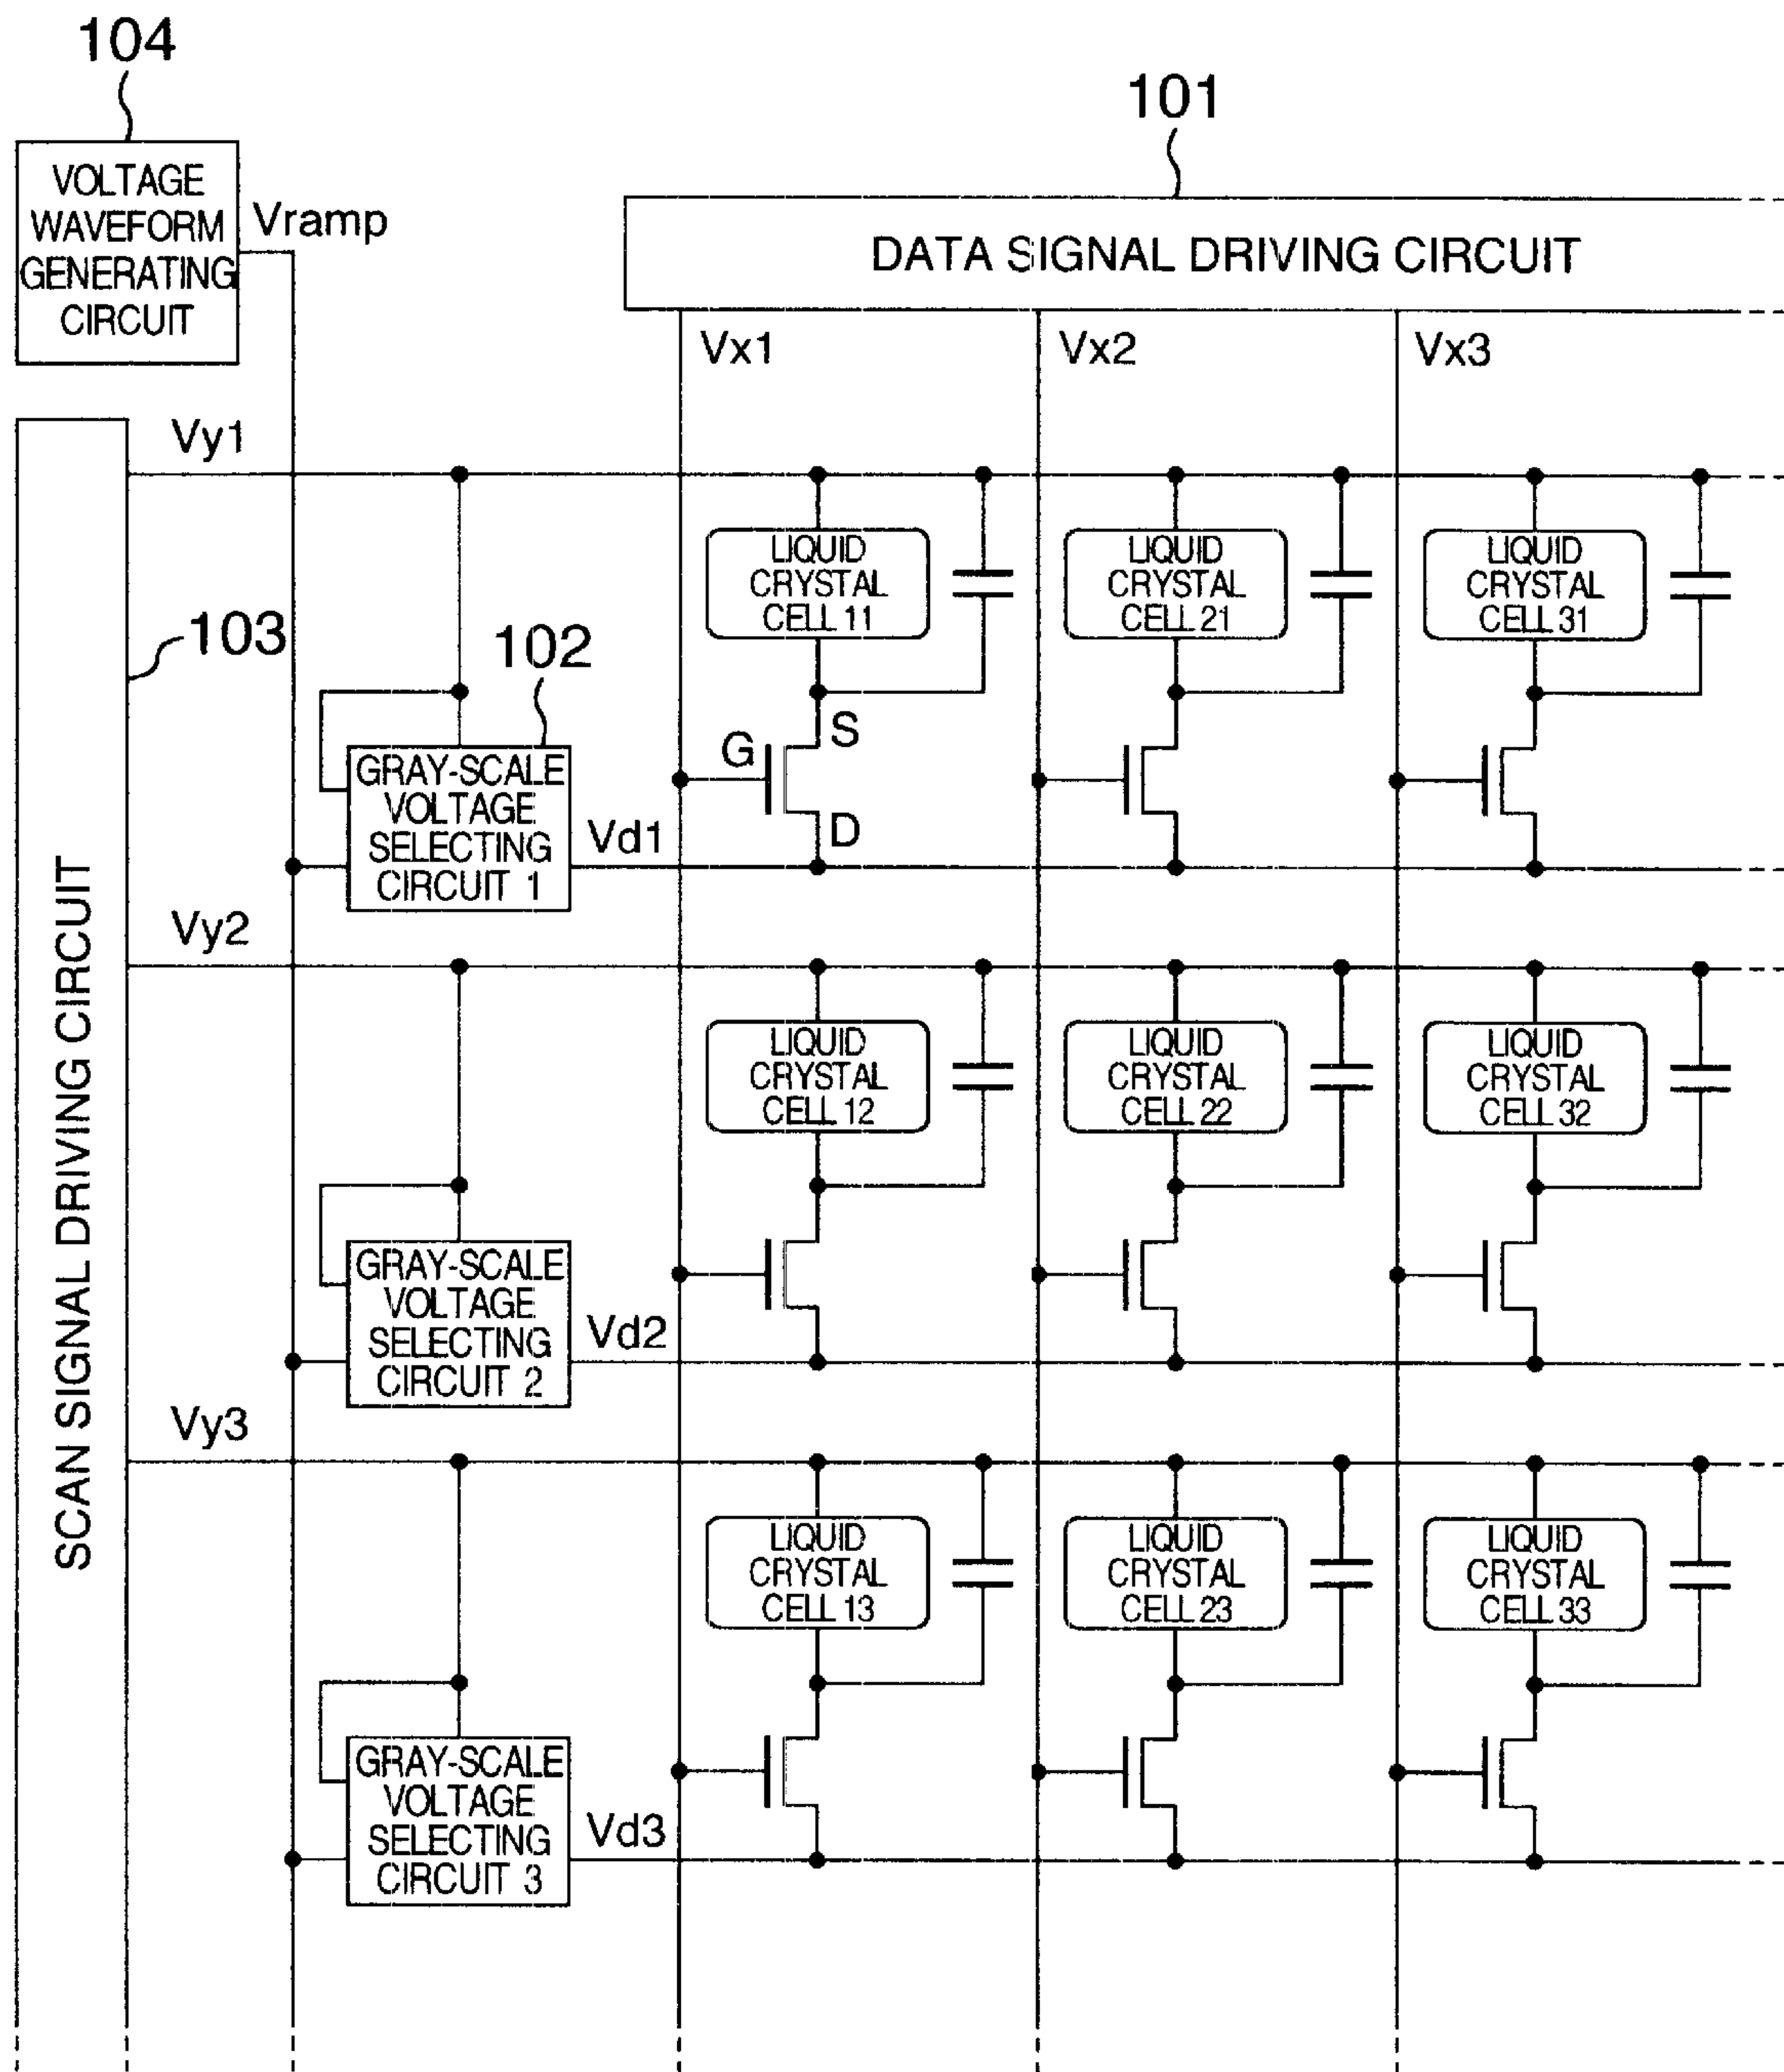 104
VOLTAGE
WAVEFORM
GENERATING
CIRCUIT
Vramp
101
DATA SIGNAL DRIVING CIRCUIT
Vx1
Vx2
Vx3
SCAN SIGNAL DRIVING CIRCUIT
103
Vy1
LIQUID
CRYSTAL
CELL 11
LIQUID
CRYSTAL
CELL 21
LIQUID
CRYSTAL
CELL 31
102
GRAY-SCALE
VOLTAGE
SELECTING
CIRCUIT 1
G
S
D
Vd1
Vy2
LIQUID
CRYSTAL
CELL 12
LIQUID
CRYSTAL
CELL 22
LIQUID
CRYSTAL
CELL 32
GRAY-SCALE
VOLTAGE
SELECTING
CIRCUIT 2
Vd2
Vy3
LIQUID
CRYSTAL
CELL 13
LIQUID
CRYSTAL
CELL 23
LIQUID
CRYSTAL
CELL 33
GRAY-SCALE
VOLTAGE
SELECTING
CIRCUIT 3
Vd3